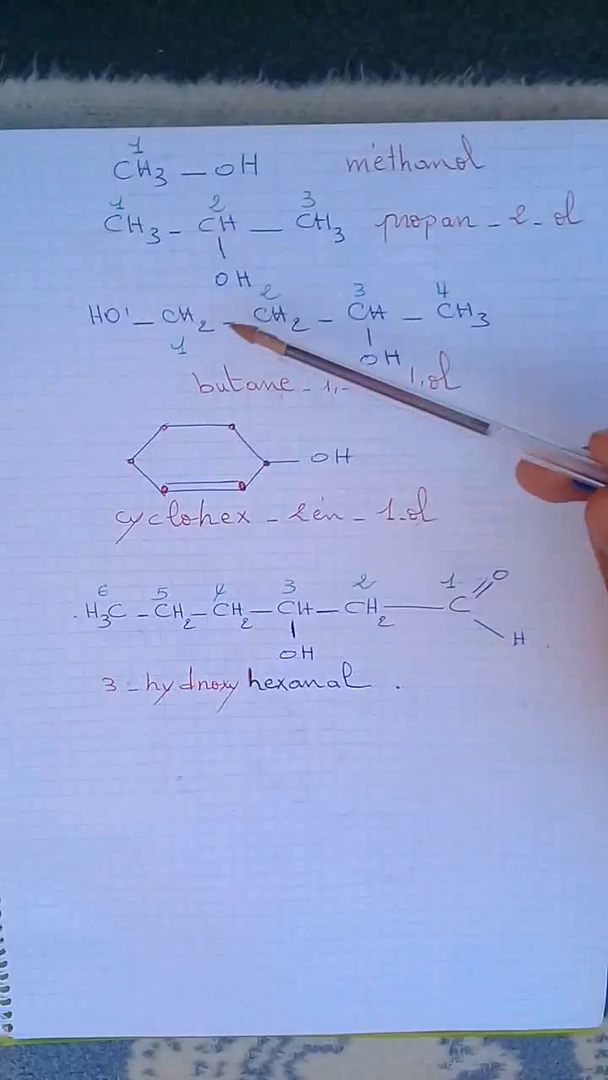 1
CH3 - OH méthanol
1 2 3
CH3 - CH - CH3 propan - 2 - ol
OH
2 3 4
HO - CH2 - CH2 - CH - CH3
1 OH
butane - 1, ol
OH
cyclohex - 2én - 1.ol
6 5 4 3 2 1 O
H3C - CH2 - CH2 - CH - CH2 - C
OH H
3 - hydroxy hexanal .